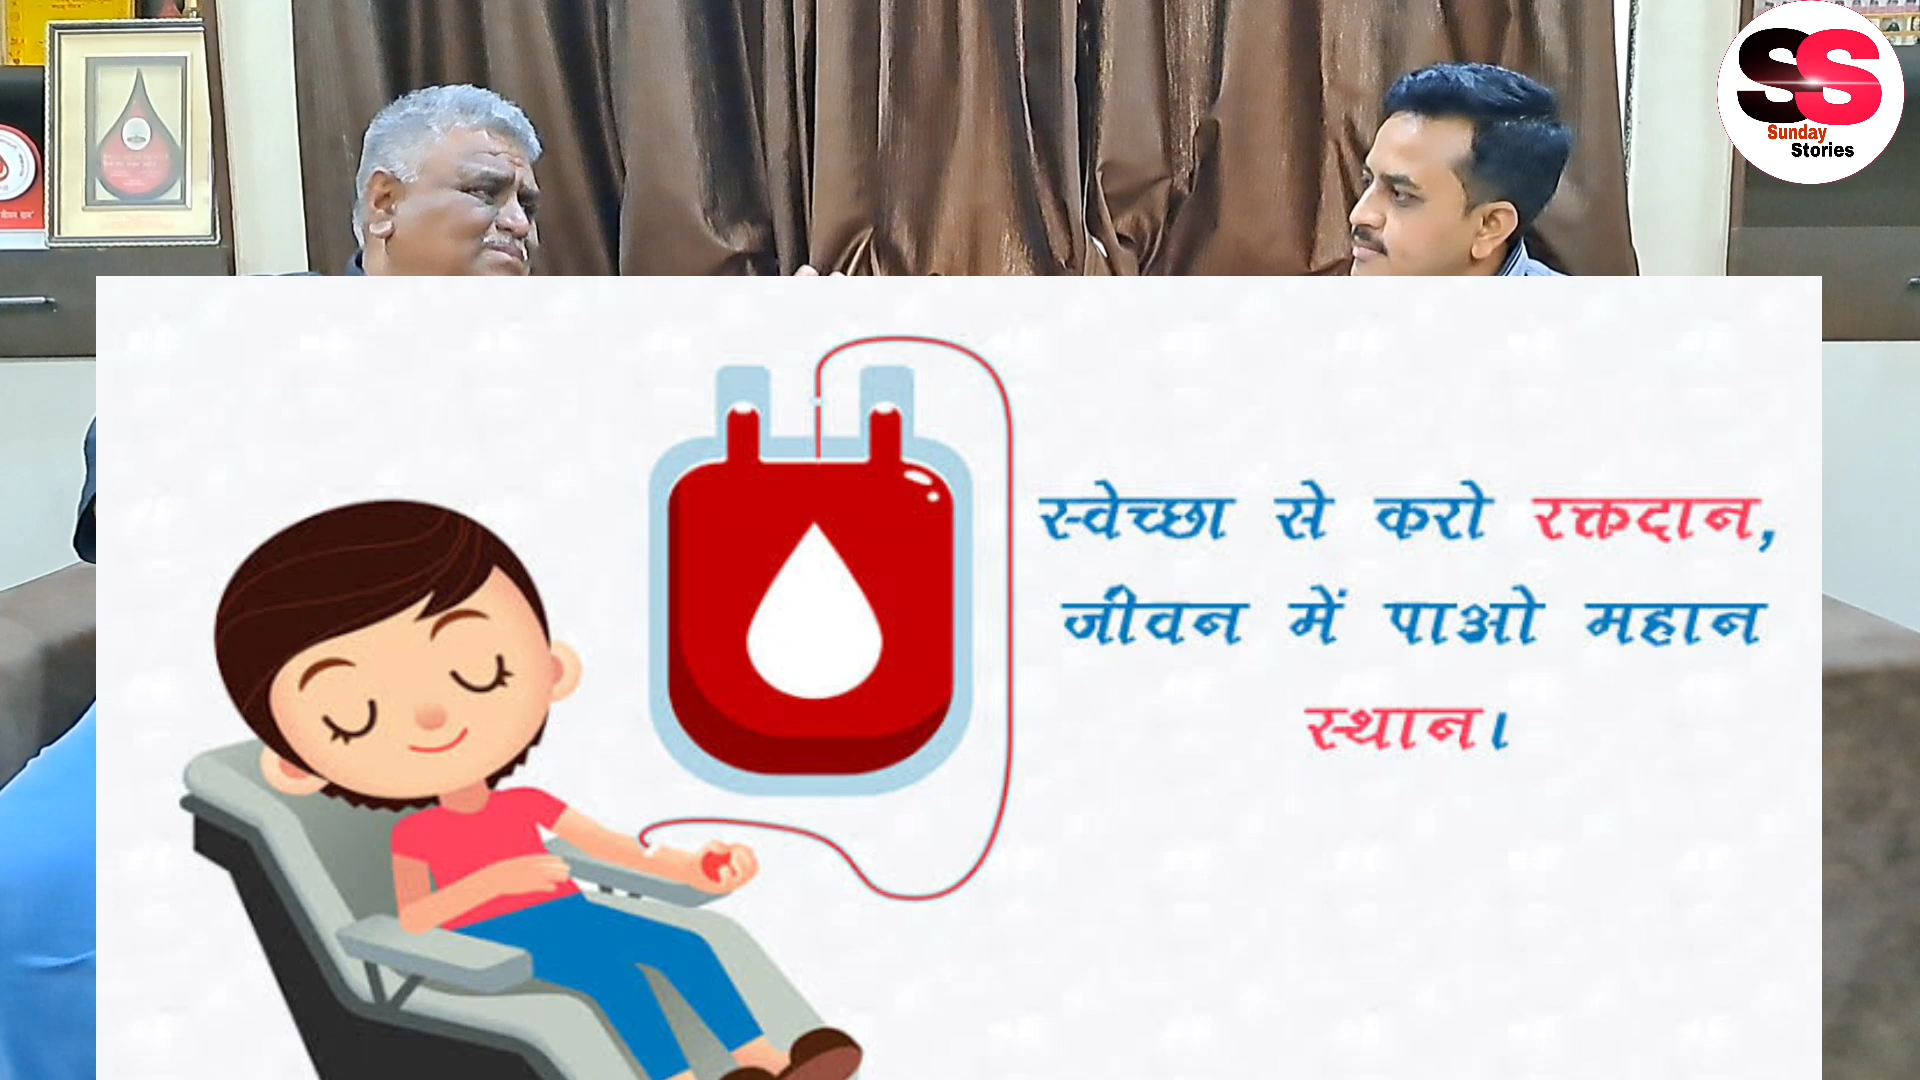 Sunday
Stories
स्वेच्छा से करो रक्तदान,
जीवन में पाओ महान
स्थान।